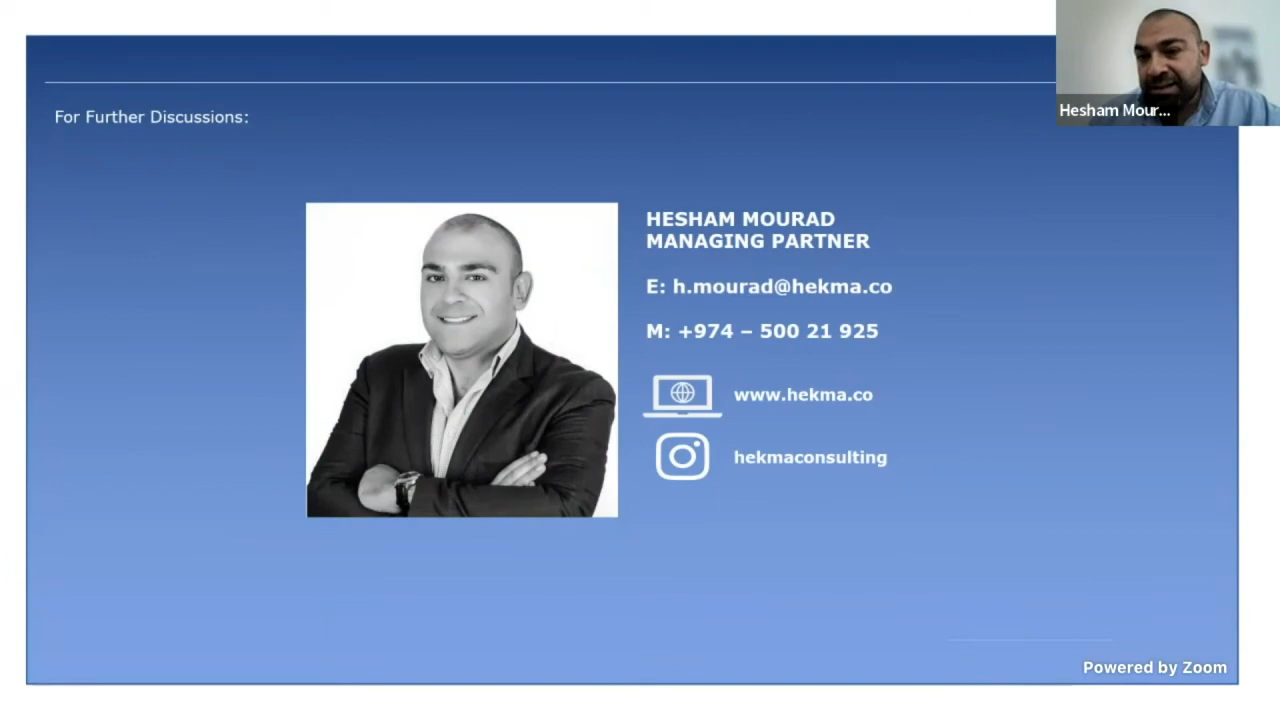 Hesham Mour...
For Further Discussions:
HESHAM MOURAD
MANAGING PARTNER
E: h.mourad@hekma.co
M: +974 – 500 21 925
www.hekma.co
hekmaconsulting
Powered by Zoom